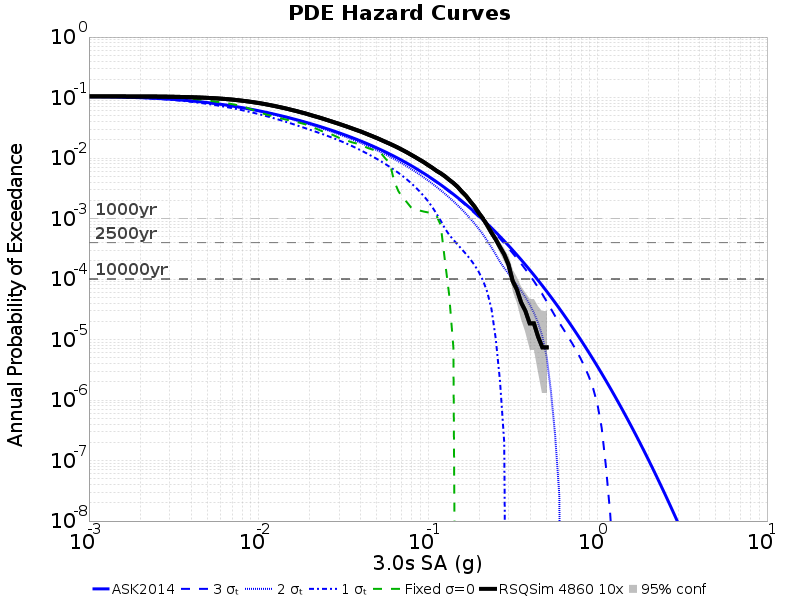 PDE Hazard Curves
Annual Probability of Exceedance
10^0
10^-1
10^-2
10^-3
10^-4
10^-5
10^-6
10^-7
10^-8
1000yr
2500yr
10000yr
10^-3 10^-2 10^-1 10^0 10^1
3.0s SA (g)
ASK2014 3 σₜ 2 σₜ 1 σₜ Fixed σ=0 RSQSim 4860 10x 95% conf